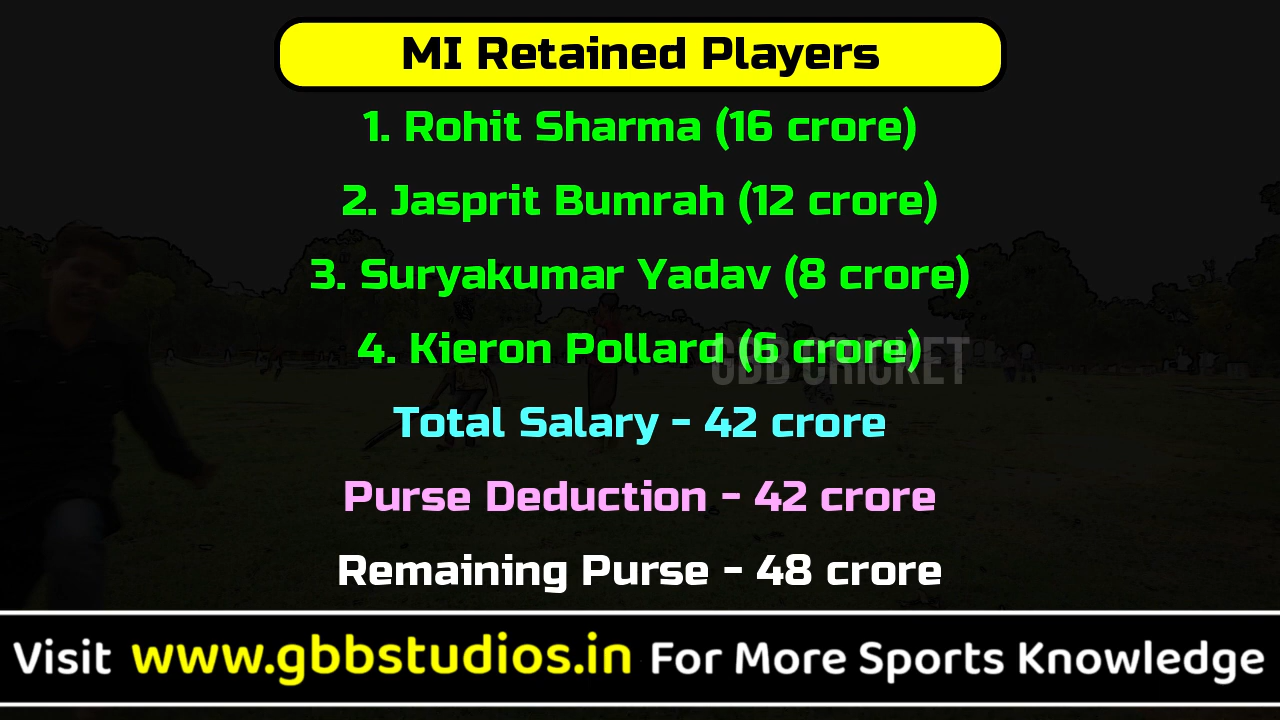 MI Retained Players
1. Rohit Sharma (16 crore)
2. Jasprit Bumrah (12 crore)
3. Suryakumar Yadav (8 crore)
4. Kieron Pollard (6 crore)
GBB CRICKET
Total Salary - 42 crore
Purse Deduction - 42 crore
Remaining Purse - 48 crore
Visit www.gbbstudios.in For More Sports Knowledge